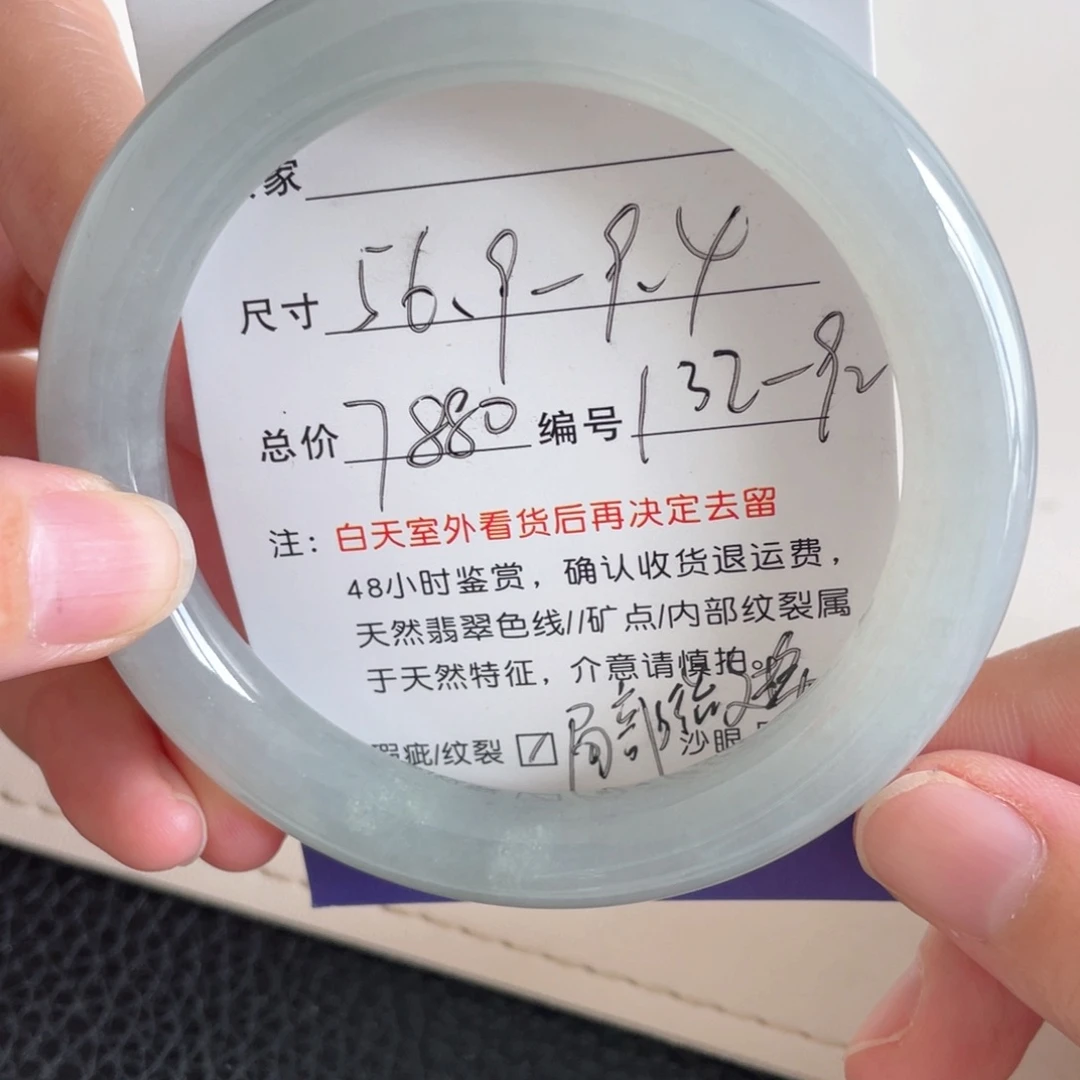 家
尺寸 56.9-9.4
总价 7880 编号 132-92
注：白天室外看货后再决定去留
48小时鉴赏，确认收货退运费，
天然翡翠色线//矿点/内部纹裂属
于天然特征，介意请慎拍。
瑕疵/纹裂 局部 沙眼